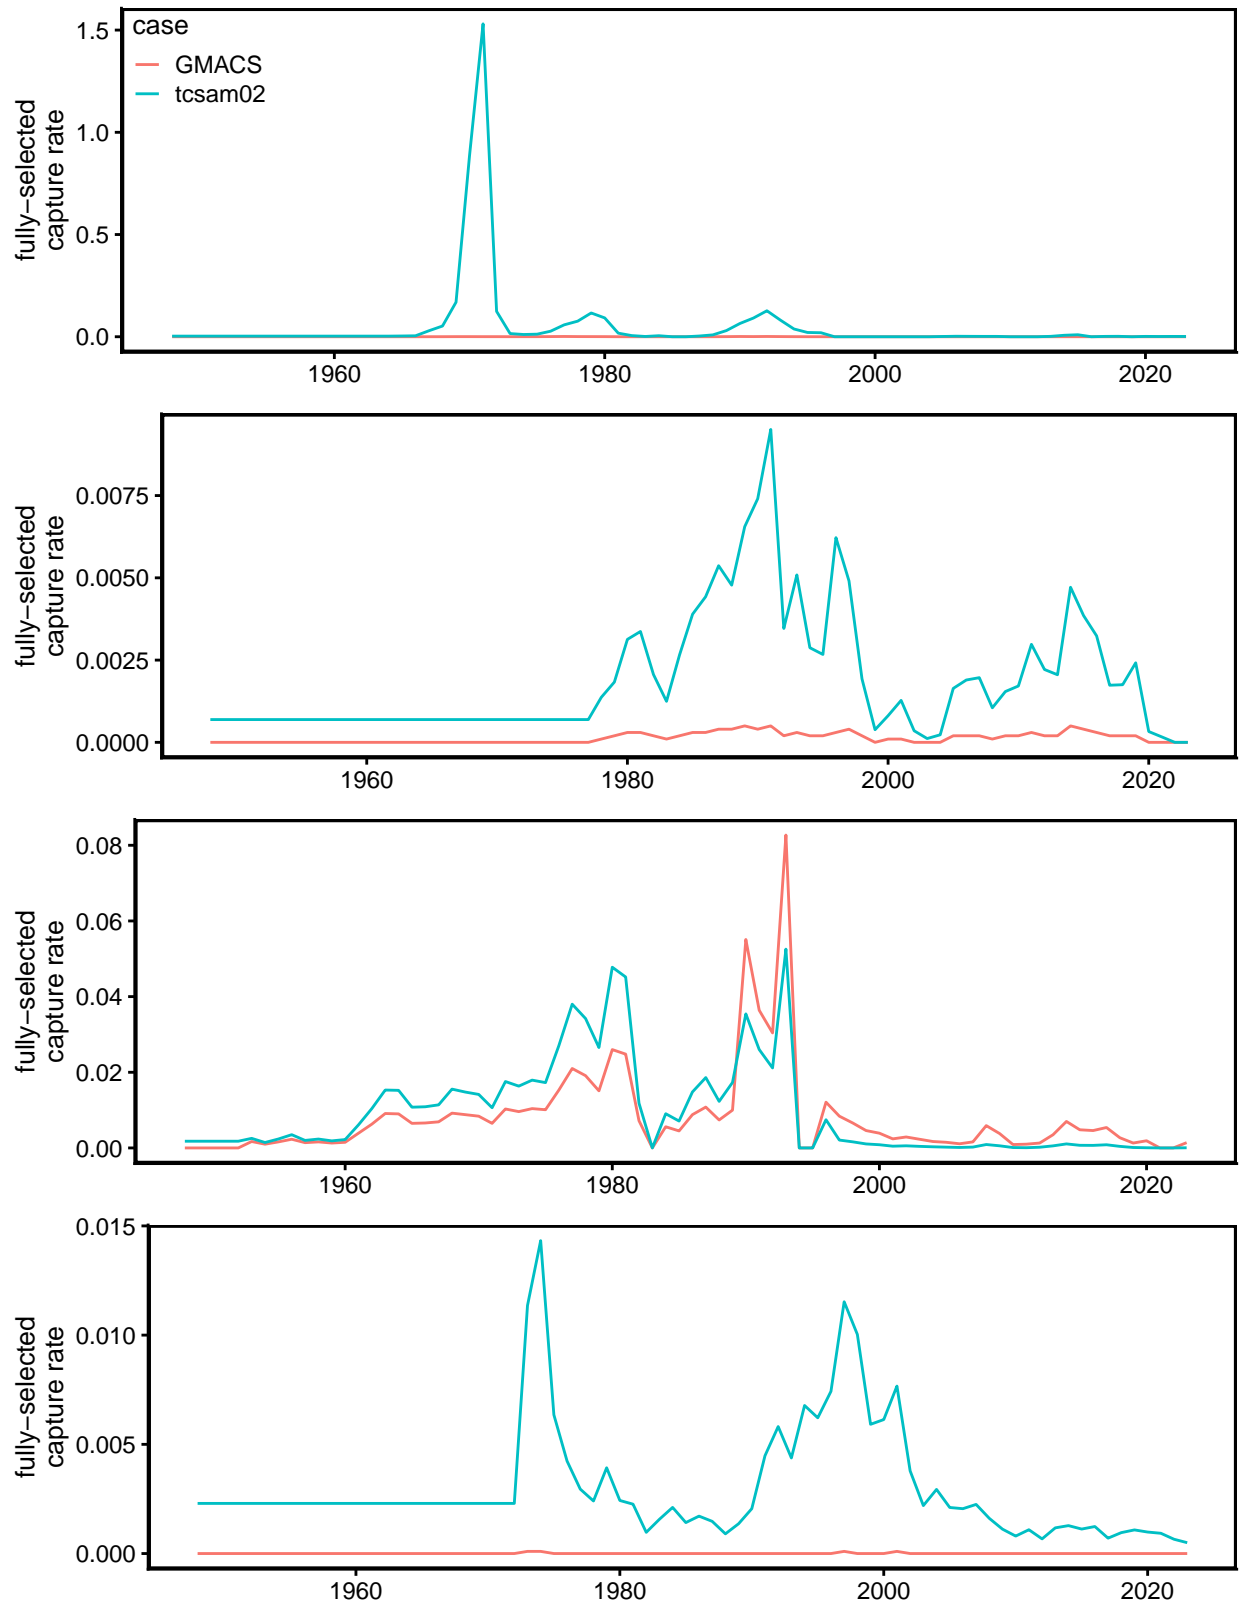 case
GMACS
tcsam02
fully−selected
capture rate
1.5
1.0
0.5
0.0
1960 1980 2000 2020
fully−selected
capture rate
0.0075
0.0050
0.0025
0.0000
1960 1980 2000 2020
fully−selected
capture rate
0.08
0.06
0.04
0.02
0.00
1960 1980 2000 2020
fully−selected
capture rate
0.015
0.010
0.005
0.000
1960 1980 2000 2020